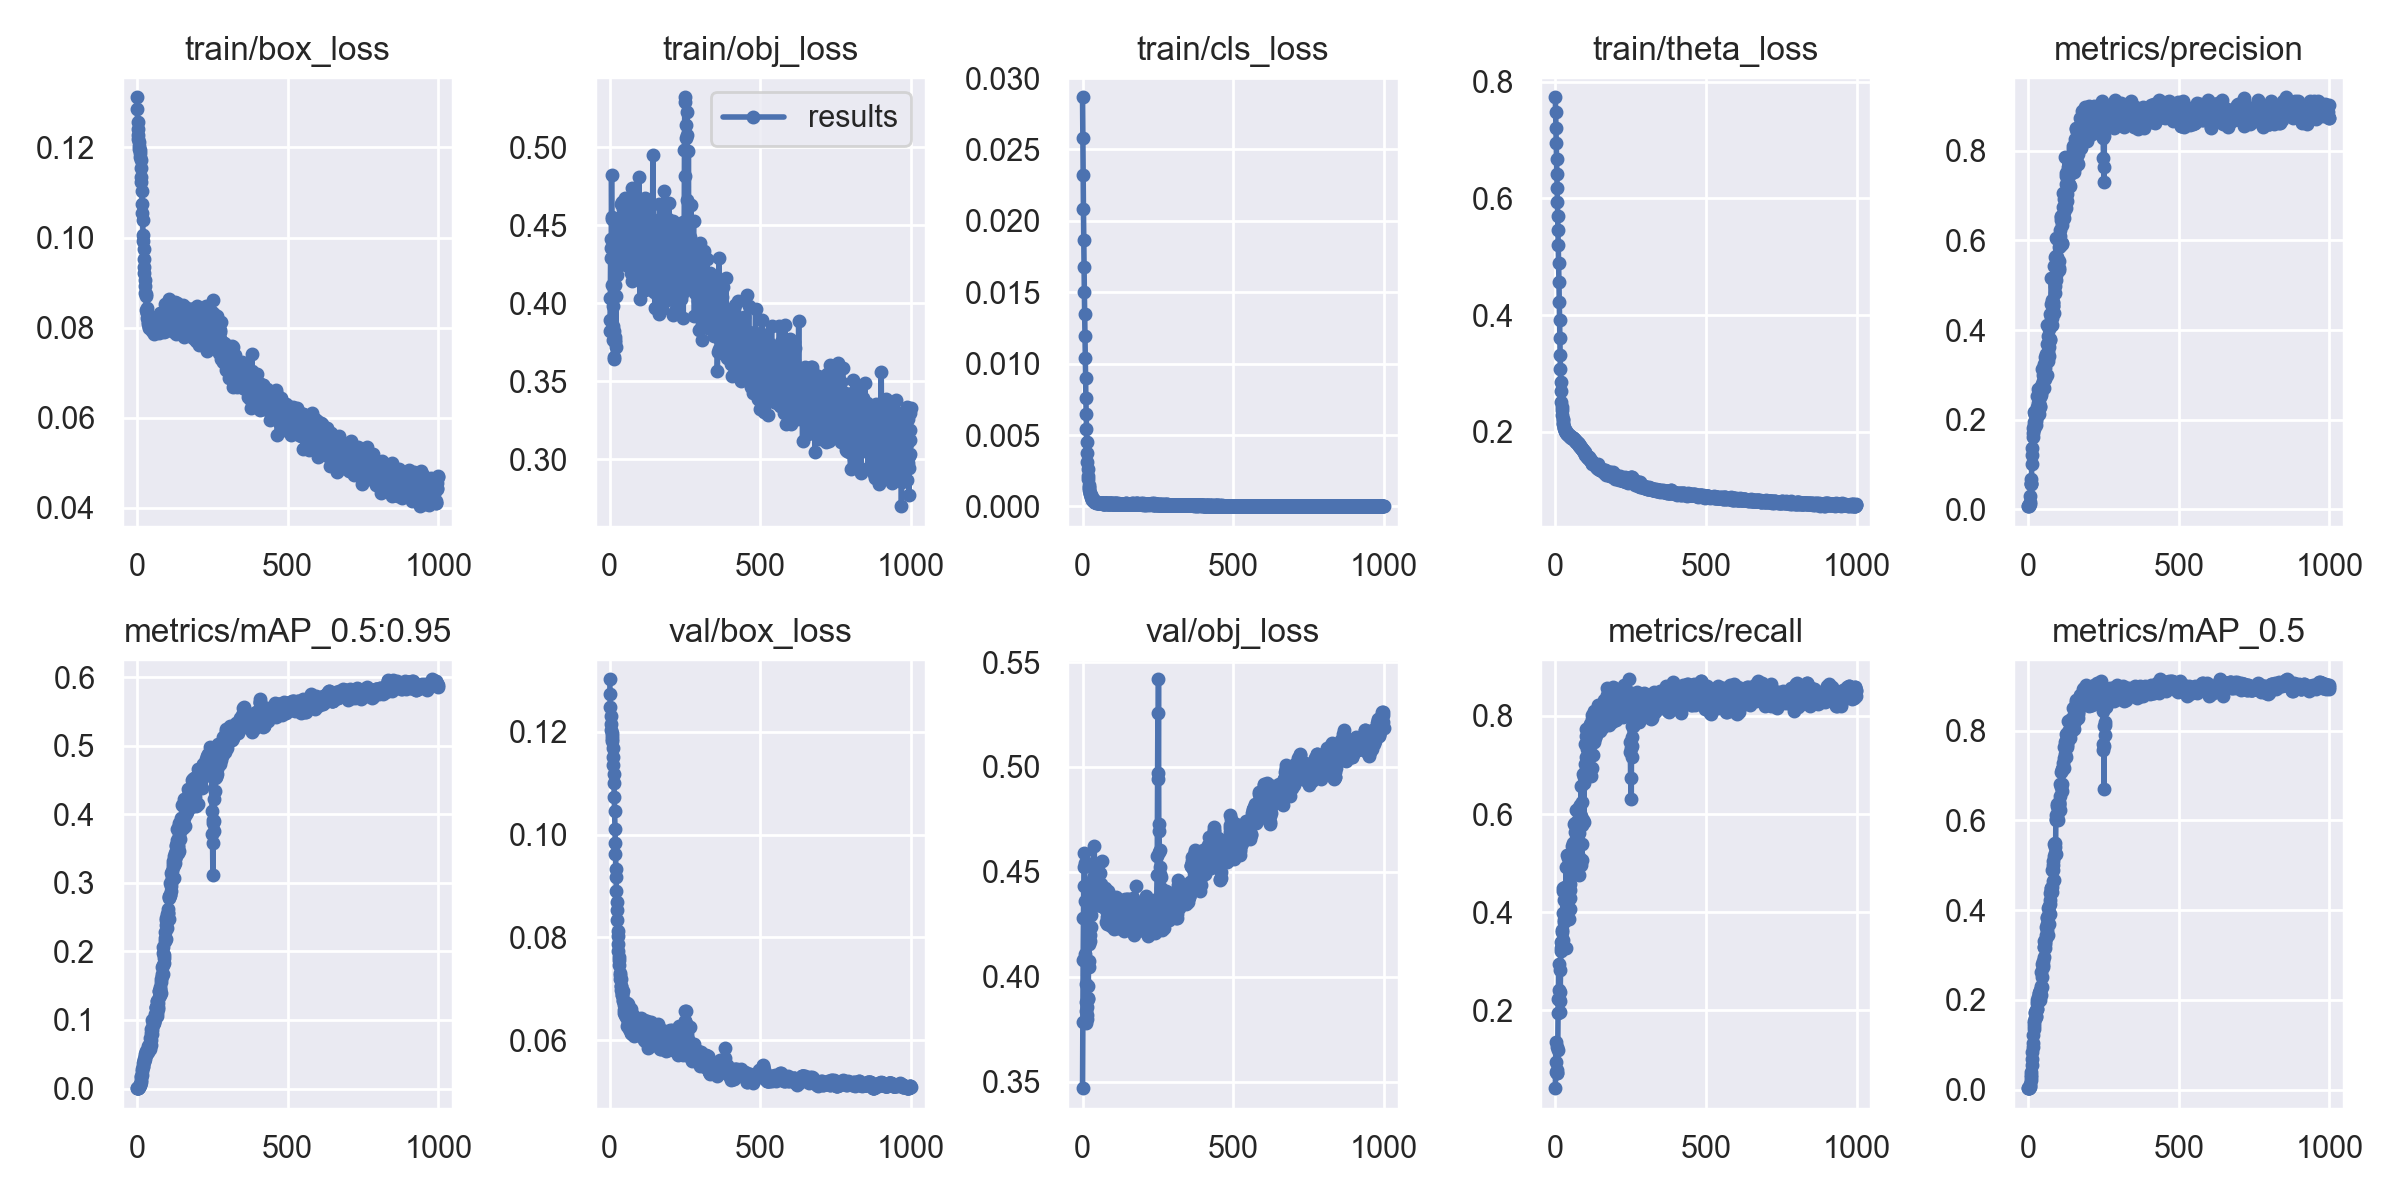 train/box_loss
0.12
0.10
0.08
0.06
0.04
0 500 1000
train/obj_loss
results
0.50
0.45
0.40
0.35
0.30
0 500 1000
train/cls_loss
0.030
0.025
0.020
0.015
0.010
0.005
0.000
0 500 1000
train/theta_loss
0.8
0.6
0.4
0.2
0 500 1000
metrics/precision
0.8
0.6
0.4
0.2
0.0
0 500 1000
metrics/mAP_0.5:0.95
0.6
0.5
0.4
0.3
0.2
0.1
0.0
0 500 1000
val/box_loss
0.12
0.10
0.08
0.06
0 500 1000
val/obj_loss
0.55
0.50
0.45
0.40
0.35
0 500 1000
metrics/recall
0.8
0.6
0.4
0.2
0 500 1000
metrics/mAP_0.5
0.8
0.6
0.4
0.2
0.0
0 500 1000